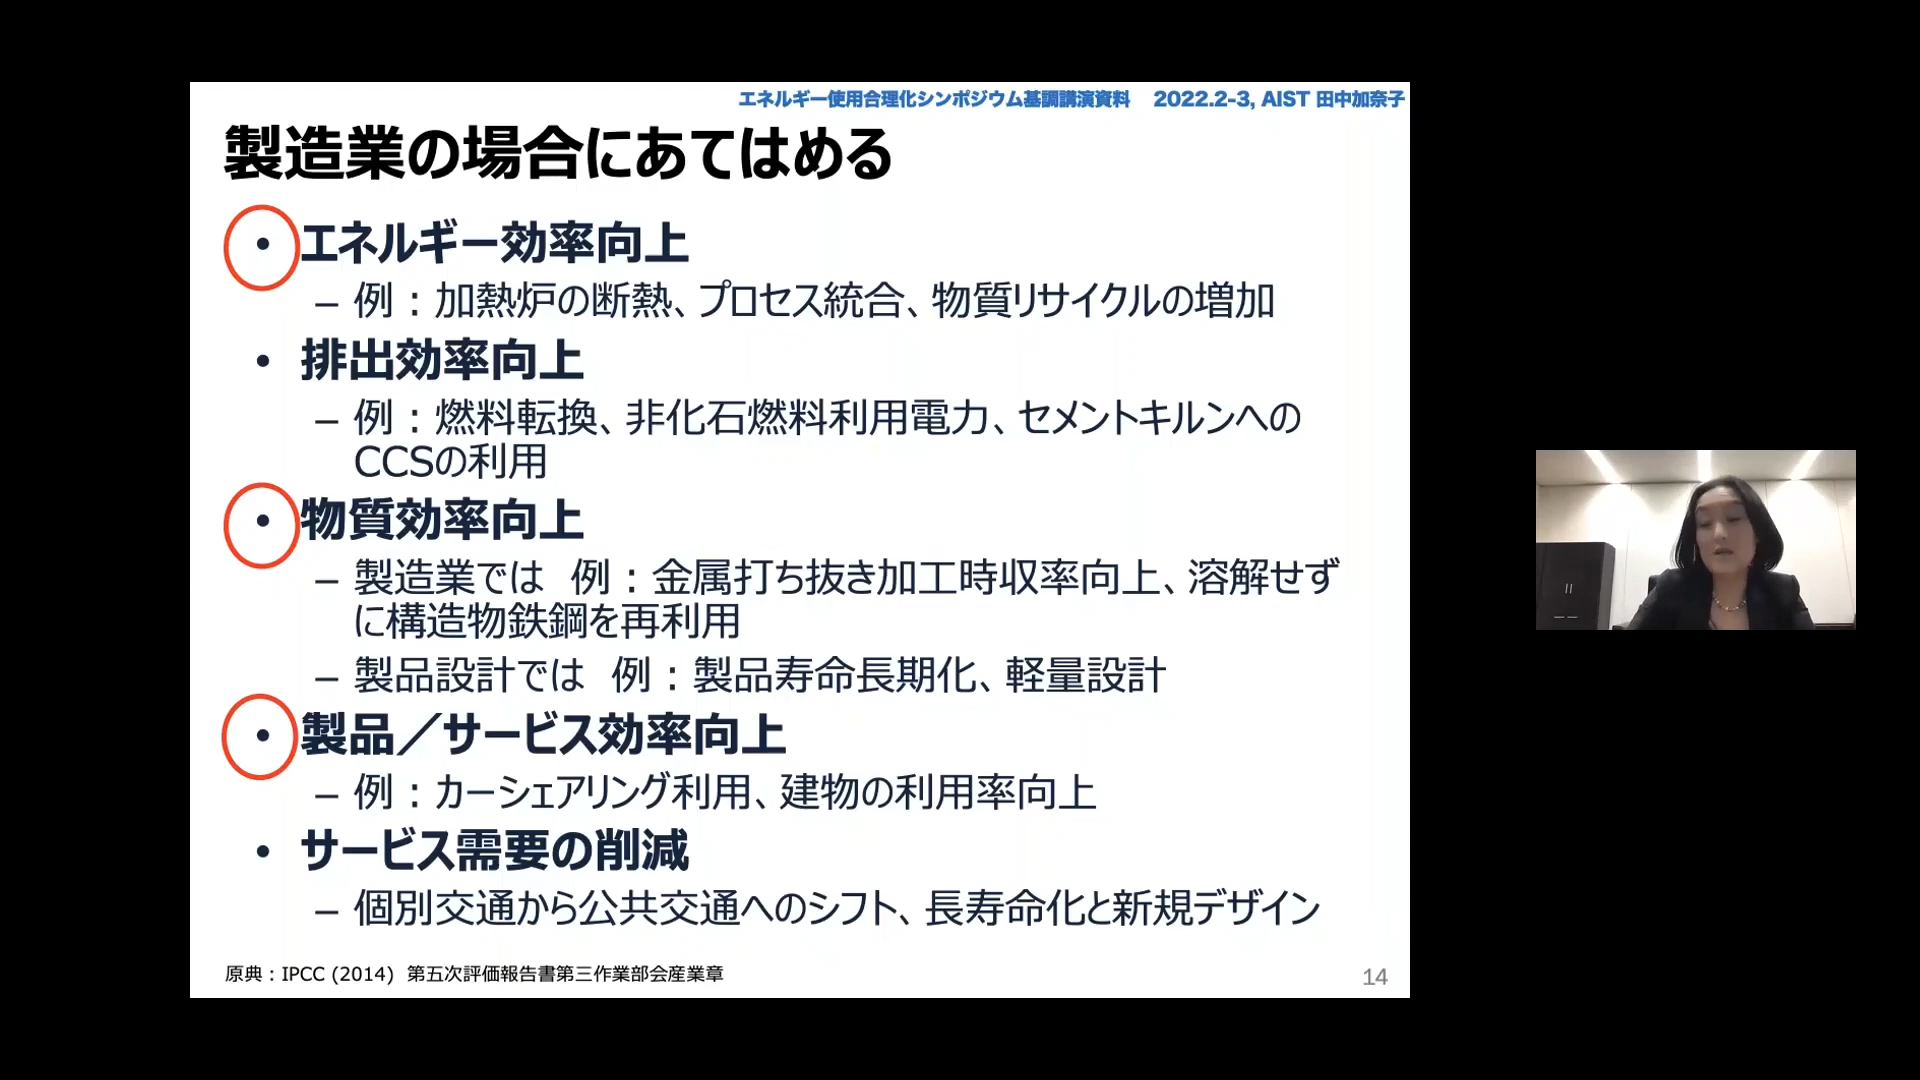 エネルギー使用合理化シンポジウム基調講演資料 2022.2-3, AIST 田中加奈子
製造業の場合にあてはめる
• エネルギー効率向上
– 例：加熱炉の断熱、プロセス統合、物質リサイクルの増加
• 排出効率向上
– 例：燃料転換、非化石燃料利用電力、セメントキルンへの
CCSの利用
• 物質効率向上
– 製造業では 例：金属打ち抜き加工時収率向上、溶解せず
に構造物鉄鋼を再利用
– 製品設計では 例：製品寿命長期化、軽量設計
• 製品／サービス効率向上
– 例：カーシェアリング利用、建物の利用率向上
• サービス需要の削減
– 個別交通から公共交通へのシフト、長寿命化と新規デザイン
原典：IPCC (2014) 第五次評価報告書第三作業部会産業章
14